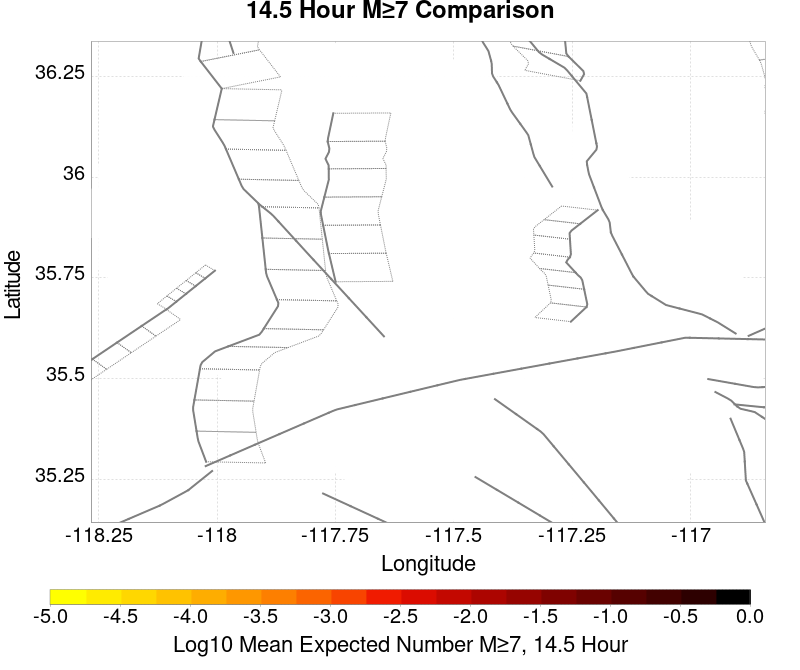 14.5 Hour M≥7 Comparison
36.25
36
35.75
35.5
35.25
Latitude
-118.25 -118 -117.75 -117.5 -117.25 -117
Longitude
-5.0 -4.5 -4.0 -3.5 -3.0 -2.5 -2.0 -1.5 -1.0 -0.5 0.0
Log10 Mean Expected Number M≥7, 14.5 Hour